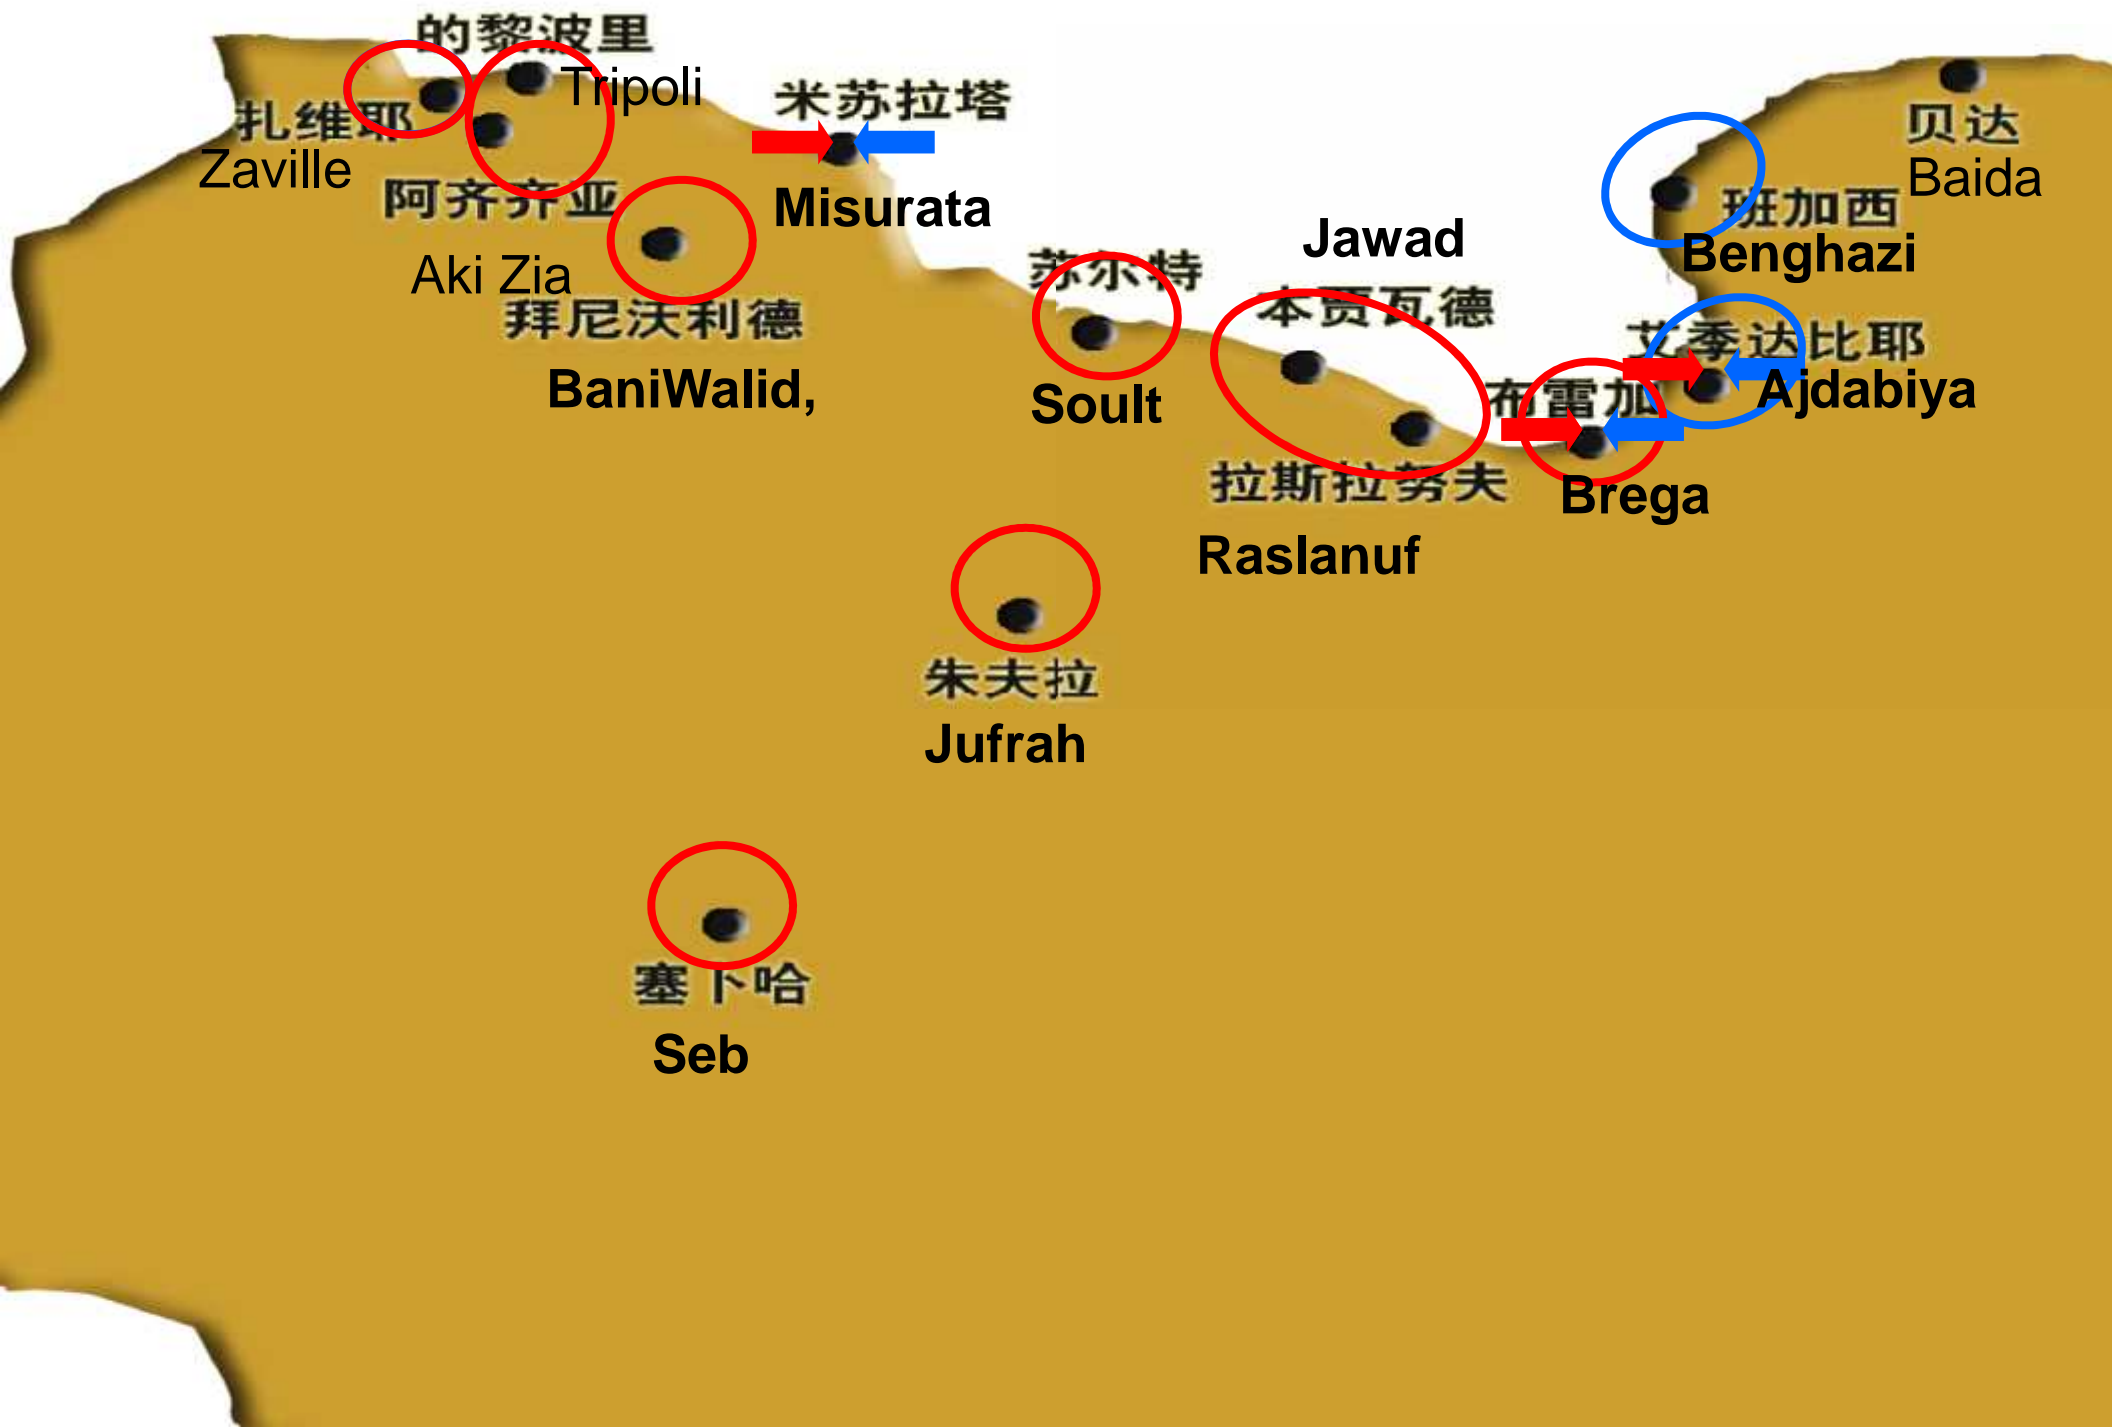 的黎波里
Tripoli
扎维耶
Zaville
阿齐齐亚
Aki Zia
米苏拉塔
Misurata
拜尼沃利德
BaniWalid,
苏尔特
Soult
Jawad
本贾瓦德
拉斯拉努夫
Raslanuf
布雷加
Brega
艾季达比耶
Ajdabiya
班加西
Benghazi
贝达
Baida
朱夫拉
Jufrah
塞卜哈
Seb